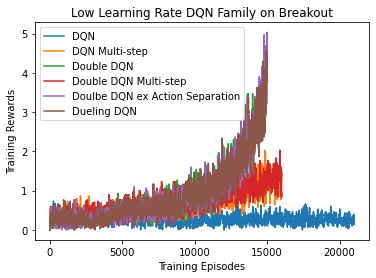 Low Learning Rate DQN Family on Breakout
5
4
3
2
1
0
Training Rewards
DQN
DQN Multi-step
Double DQN
Double DQN Multi-step
Doulbe DQN ex Action Separation
Dueling DQN
0 5000 10000 15000 20000
Training Episodes